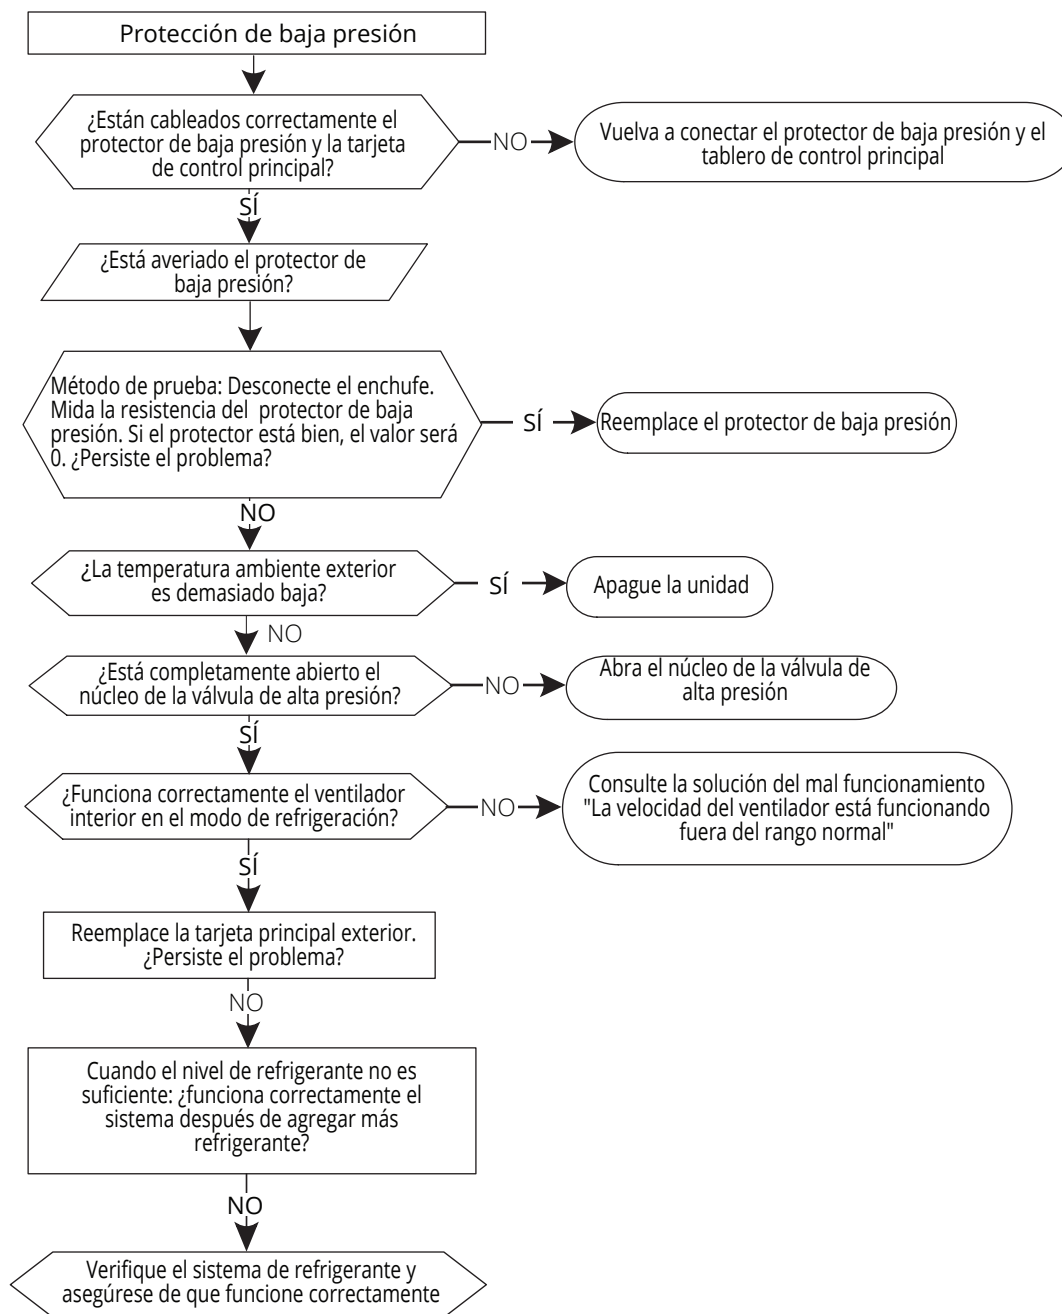 Protección de baja presión
¿Están cableados correctamente el
protector de baja presión y la tarjeta
de control principal?
NO
Vuelva a conectar el protector de baja presión y el
tablero de control principal
SÍ
¿Está averiado el protector de
baja presión?
Método de prueba: Desconecte el enchufe.
Mida la resistencia del protector de baja
presión. Si el protector está bien, el valor será
0. ¿Persiste el problema?
SÍ
Reemplace el protector de baja presión
NO
¿La temperatura ambiente exterior
es demasiado baja?
SÍ
Apague la unidad
NO
¿Está completamente abierto el
núcleo de la válvula de alta presión?
NO
Abra el núcleo de la válvula de
alta presión
SÍ
¿Funciona correctamente el ventilador
interior en el modo de refrigeración?
NO
Consulte la solución del mal funcionamiento
"La velocidad del ventilador está funcionando
fuera del rango normal"
SÍ
Reemplace la tarjeta principal exterior.
¿Persiste el problema?
NO
Cuando el nivel de refrigerante no es
suficiente: ¿funciona correctamente el
sistema después de agregar más
refrigerante?
NO
Verifique el sistema de refrigerante y
asegúrese de que funcione correctamente